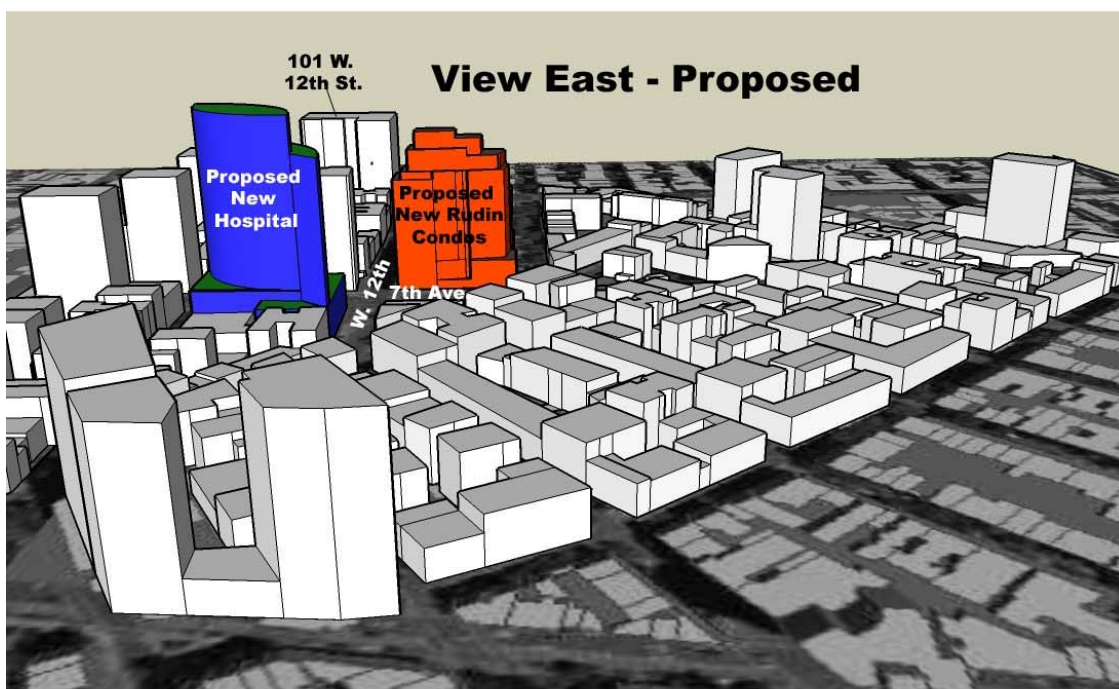 101 W.
12th St.
View East - Proposed
Proposed
New
Hospital
Proposed
New Rudin
Condos
W. 12th
7th Ave